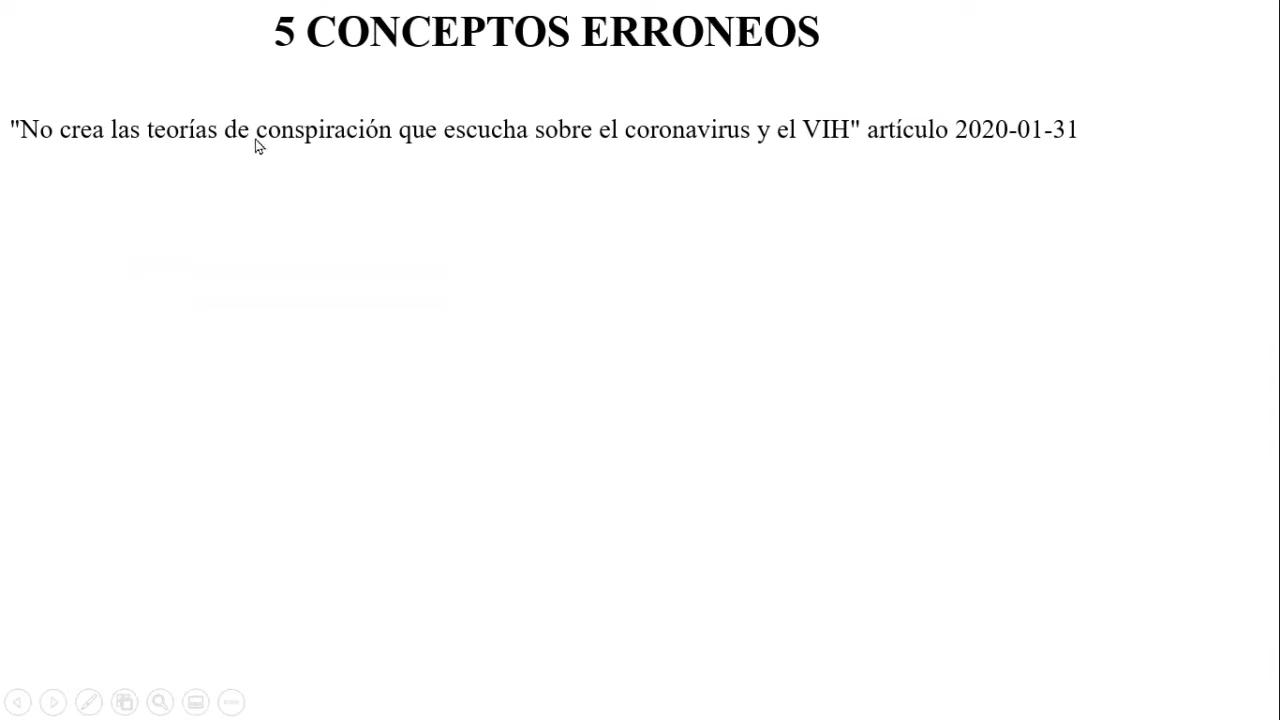 5 CONCEPTOS ERRONEOS
"No crea las teorías de conspiración que escucha sobre el coronavirus y el VIH" artículo 2020-01-31